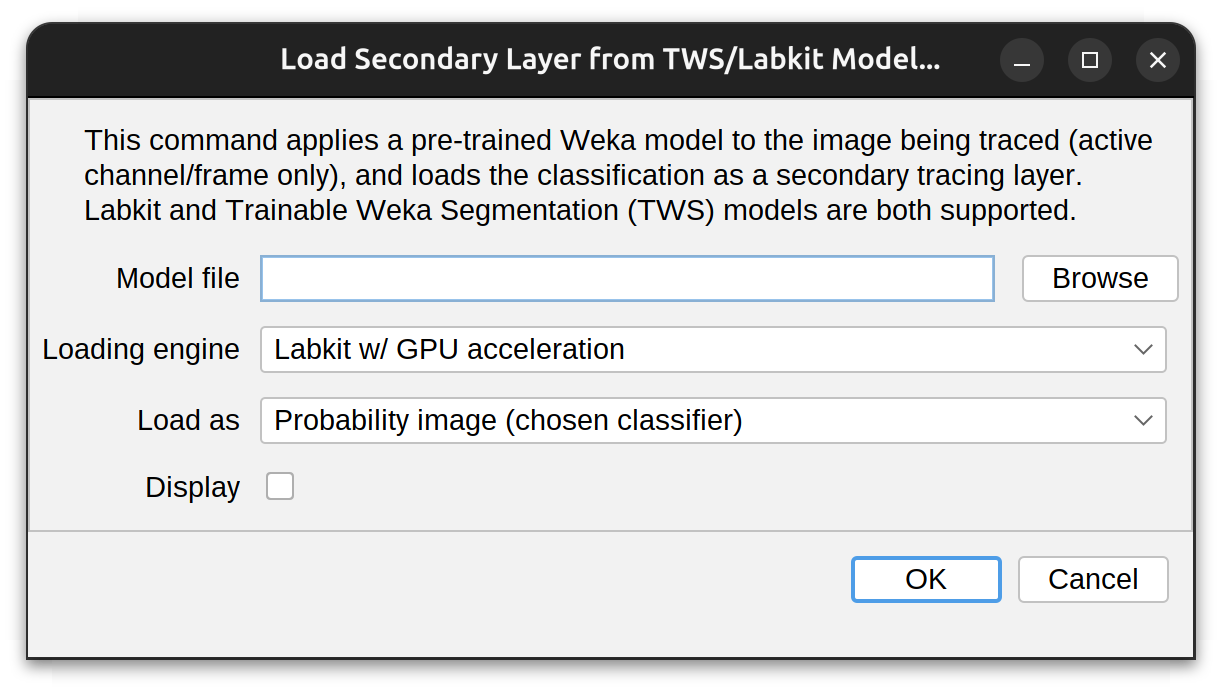 Load Secondary Layer from TWS/Labkit Model...
This command applies a pre-trained Weka model to the image being traced (active
channel/frame only), and loads the classification as a secondary tracing layer.
Labkit and Trainable Weka Segmentation (TWS) models are both supported.
Model file
Browse
Loading engine
Labkit w/ GPU acceleration
Load as
Probability image (chosen classifier)
Display
OK
Cancel